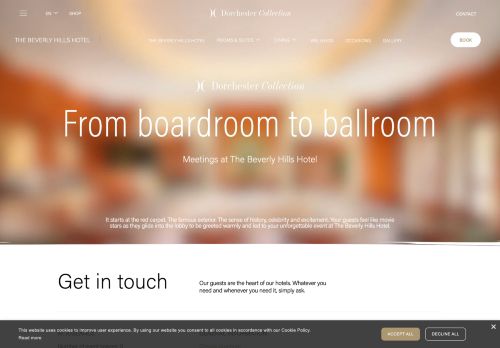 EN SHOP Dorchester Collection CONTACT
THE BEVERLY HILLS HOTEL THE BEVERLY HILLS HOTEL ROOMS & SUITES DINING WELLNESS OCCASIONS GALLERY BOOK
Dorchester Collection
From boardroom to ballroom
Meetings at The Beverly Hills Hotel
It starts at the red carpet. The famous exterior. The sense of history, celebrity and excitement. Your guests feel like movie
stars as they glide into the lobby to be greeted warmly and led to your unforgettable event at The Beverly Hills Hotel.
Get in touch
Our guests are the heart of our hotels. Whatever you
need and whenever you need it, simply ask.
This website uses cookies to improve user experience. By using our website you consent to all cookies in accordance with our Cookie Policy.
Read more
ACCEPT ALL DECLINE ALL